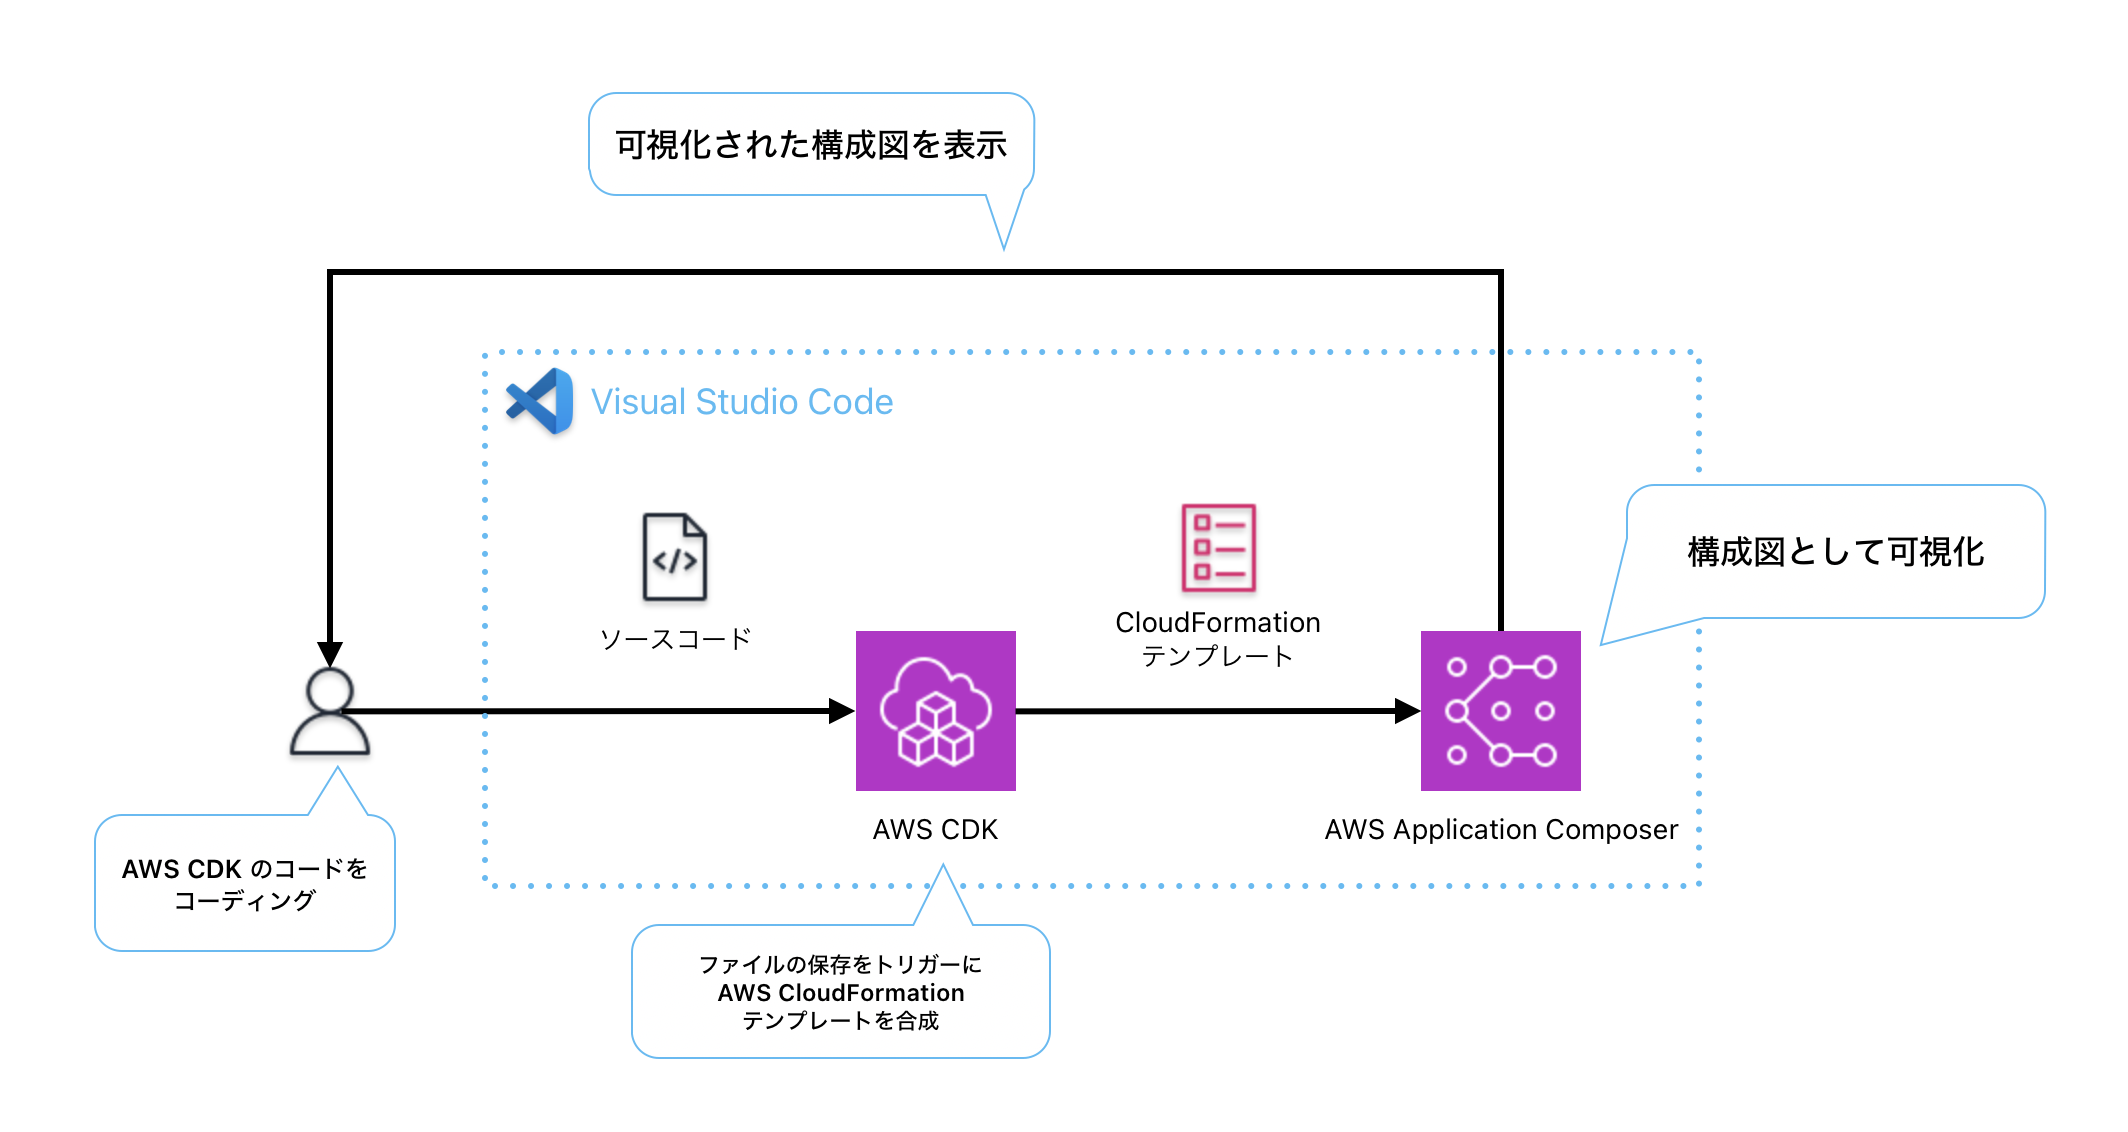 可視化された構成図を表示
Visual Studio Code
構成図として可視化
ソースコード
CloudFormation
テンプレート
AWS CDK
AWS Application Composer
AWS CDK のコードを
コーディング
ファイルの保存をトリガーに
AWS CloudFormation
テンプレートを合成